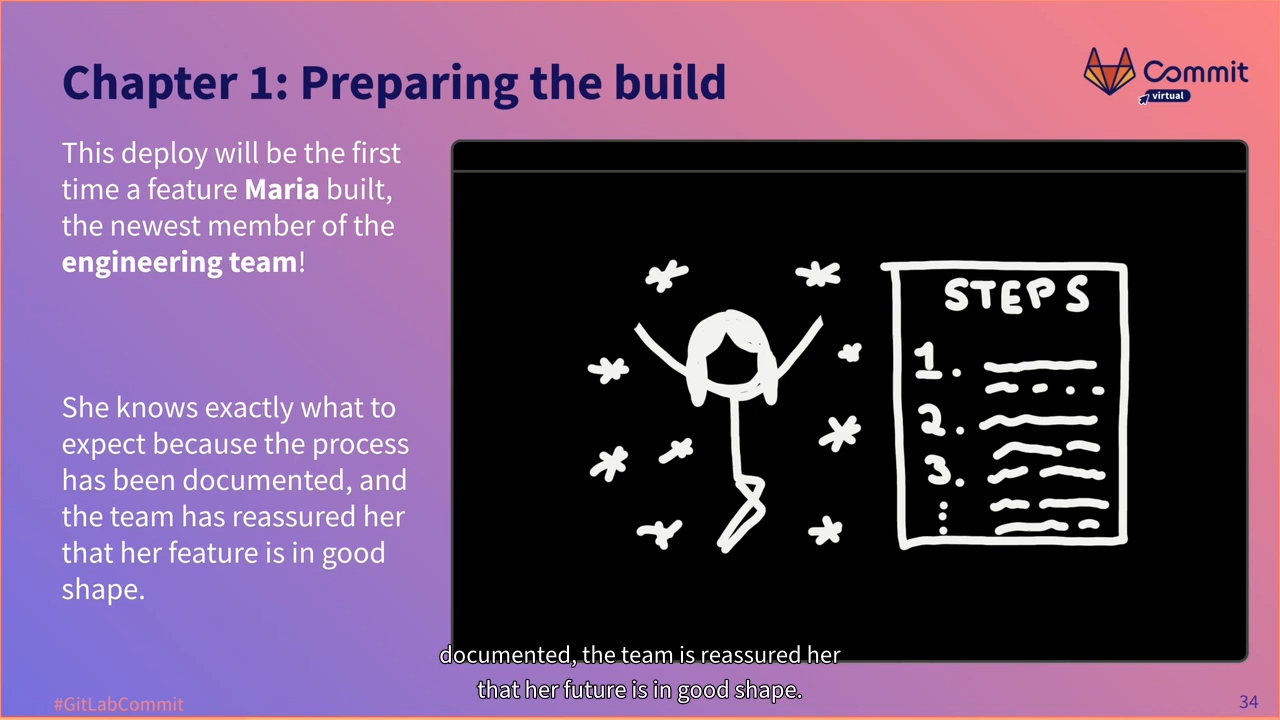 Chapter 1: Preparing the build
Commit
virtual
This deploy will be the first
time a feature Maria built,
the newest member of the
engineering team!
She knows exactly what to
expect because the process
has been documented, and
the team has reassured her
that her feature is in good
shape.
STEPS
1.
2.
3.
documented, the team is reassured her
that her future is in good shape.
#GitLabCommit
34